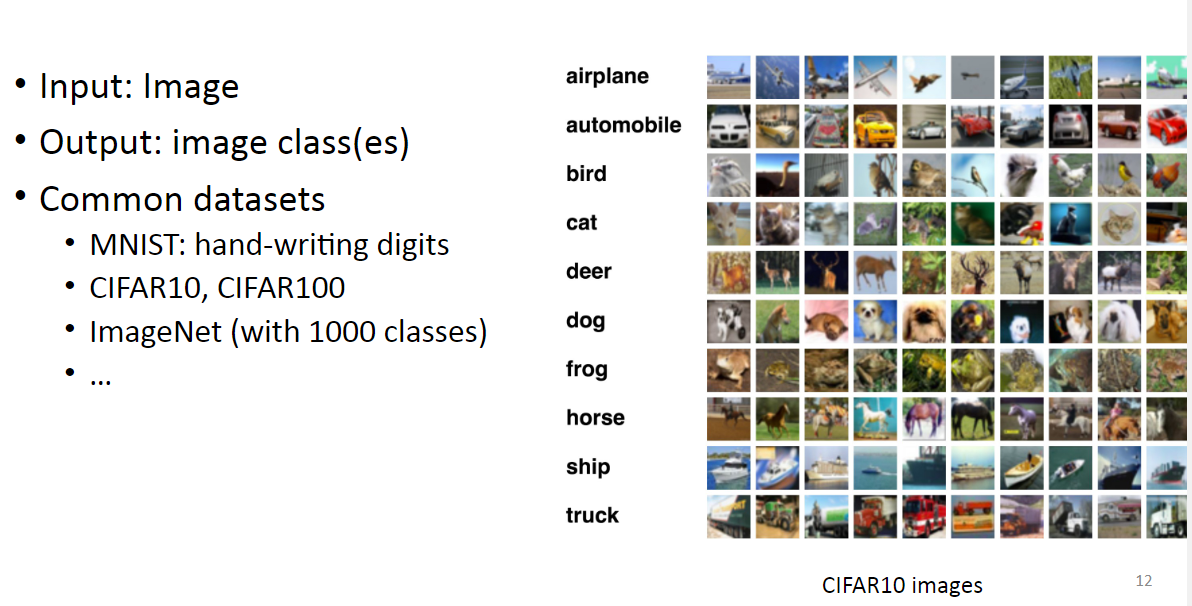 • Input: Image
• Output: image class(es)
• Common datasets
• MNIST: hand-writing digits
• CIFAR10, CIFAR100
• ImageNet (with 1000 classes)
• ...
airplane
automobile
bird
cat
deer
dog
frog
horse
ship
truck
CIFAR10 images
12